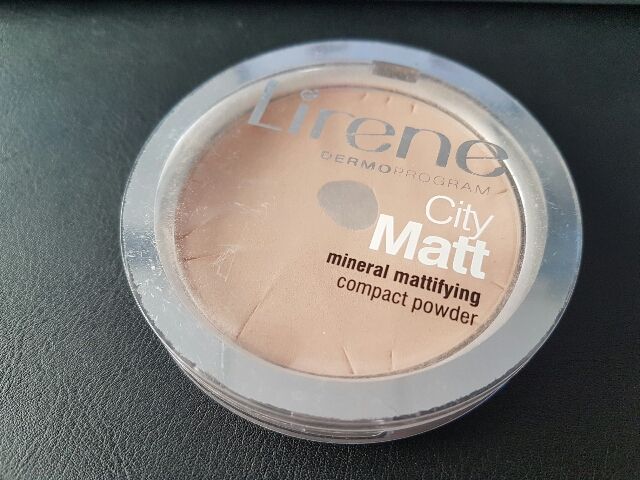 Lirene
DERMOPROGRAM
City
Matt
mineral mattifying
compact powder